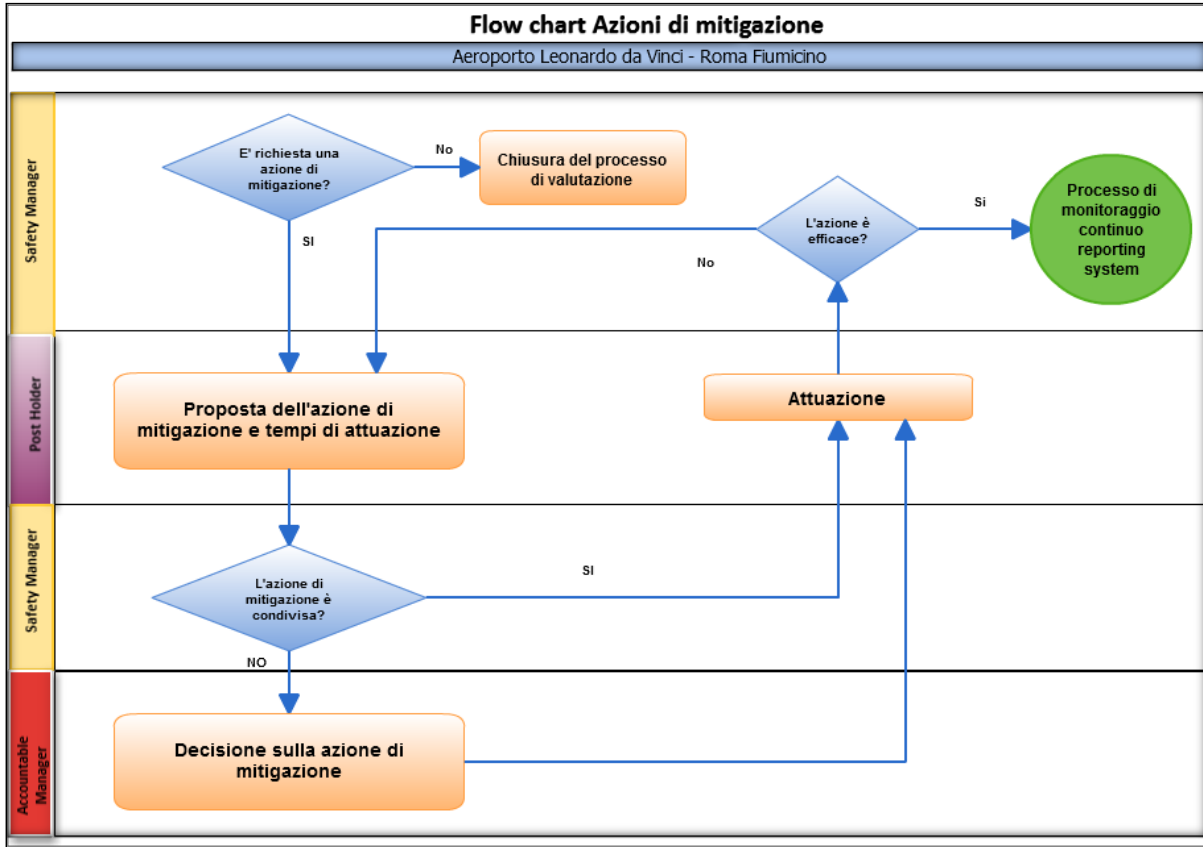 Flow chart Azioni di mitigazione
Aeroporto Leonardo da Vinci - Roma Fiumicino
Safety Manager
E' richiesta una
azione di
mitigazione?
No
Chiusura del processo
di valutazione
SI
L'azione è
efficace?
Si
No
Processo di
monitoraggio
continuo
reporting
system
Post Holder
Proposta dell'azione di
mitigazione e tempi di attuazione
Attuazione
Safety Manager
L'azione di
mitigazione è
condivisa?
SI
NO
Accountable
Manager
Decisione sulla azione di
mitigazione